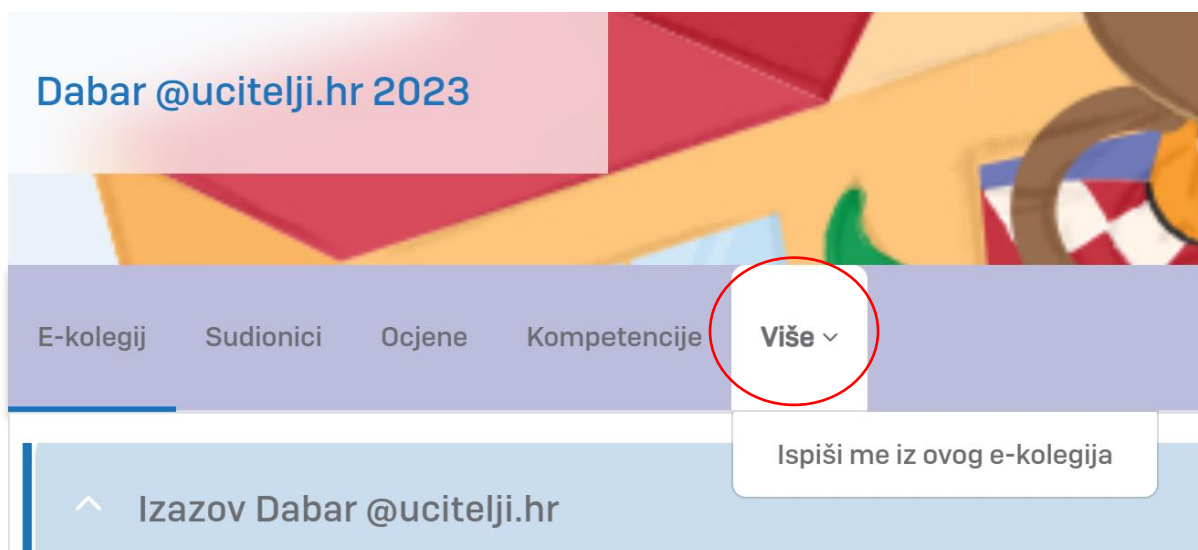 Dabar @ucitelji.hr 2023
E-kolegij Sudionici Ocjene Kompetencije Više
Ispiši me iz ovog e-kolegija
Izazov Dabar @ucitelji.hr